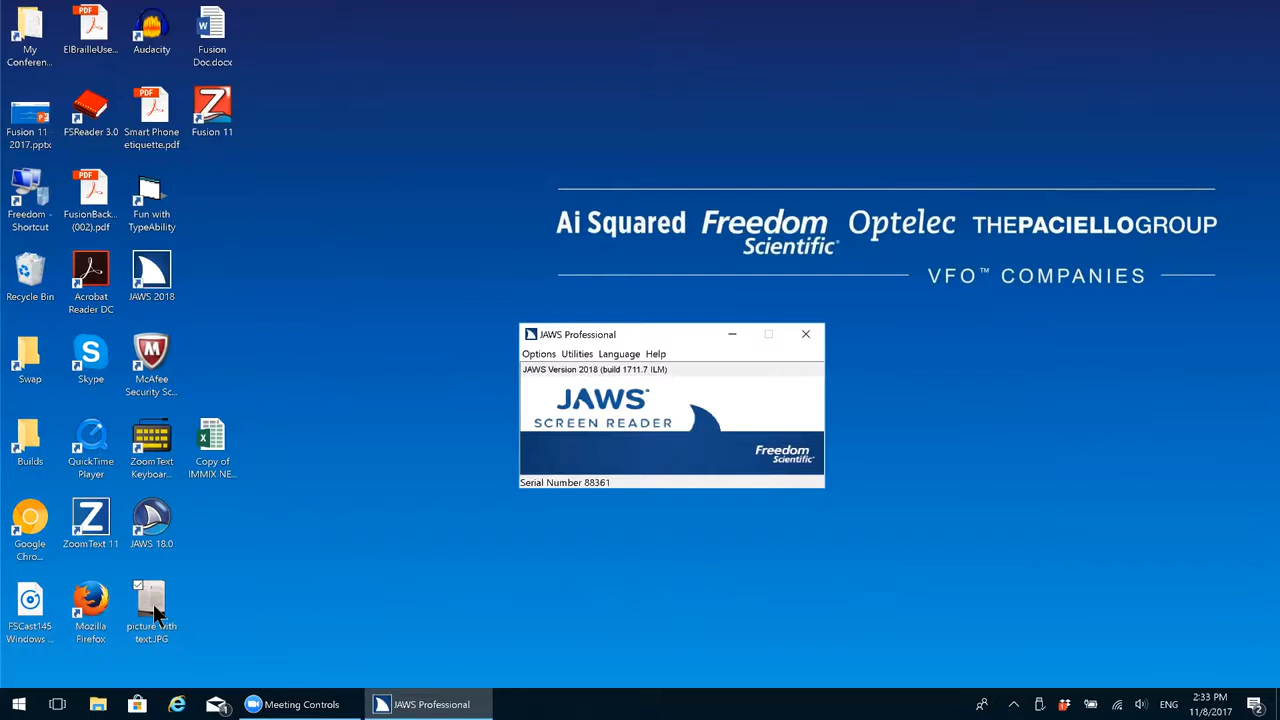 My
Conferen...
ElBrailleUse...
Audacity
Fusion
Doc.docx
Fusion 11 -
2017.pptx
FSReader 3.0
Smart Phone
etiquette.pdf
Fusion 11
Freedom -
Shortcut
FusionBack...
(002).pdf
Fun with
TypeAbility
Recycle Bin
Acrobat
Reader DC
JAWS 2018
Swap
Skype
McAfee
Security Sc...
Builds
QuickTime
Player
ZoomText
Keyboar...
Copy of
IMMIX NE...
Google
Chro...
ZoomText 11
JAWS 18.0
FSCast145
Windows ...
Mozilla
Firefox
picture with
text.JPG
Ai Squared Freedom Scientific® Optelec THEPACIELLOGROUP
VFO™ COMPANIES
JAWS Professional
Options Utilities Language Help
JAWS Version 2018 (build 1711.7 ILM)
JAWS®
SCREEN READER
Freedom
Scientific
Serial Number 88361
Meeting Controls
JAWS Professional
ENG
2:33 PM
11/8/2017